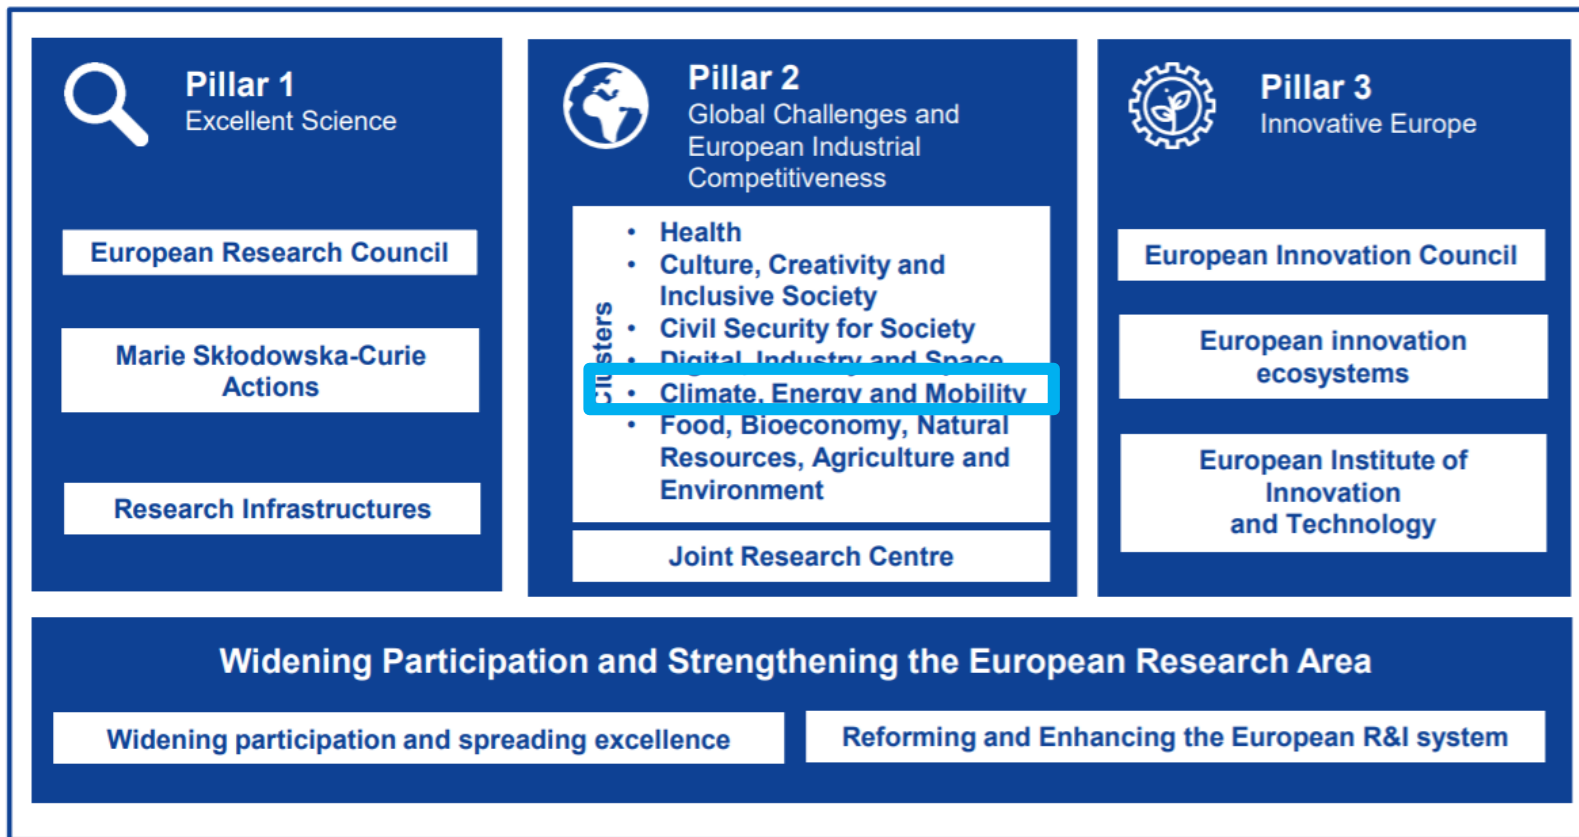 Pillar 1
Excellent Science
European Research Council
Marie Skłodowska-Curie
Actions
Research Infrastructures
Pillar 2
Global Challenges and
European Industrial
Competitiveness
Clusters
• Health
• Culture, Creativity and
Inclusive Society
• Civil Security for Society
• Digital, Industry and Space
• Climate, Energy and Mobility
• Food, Bioeconomy, Natural
Resources, Agriculture and
Environment
Joint Research Centre
Pillar 3
Innovative Europe
European Innovation Council
European innovation
ecosystems
European Institute of
Innovation
and Technology
Widening Participation and Strengthening the European Research Area
Widening participation and spreading excellence
Reforming and Enhancing the European R&I system